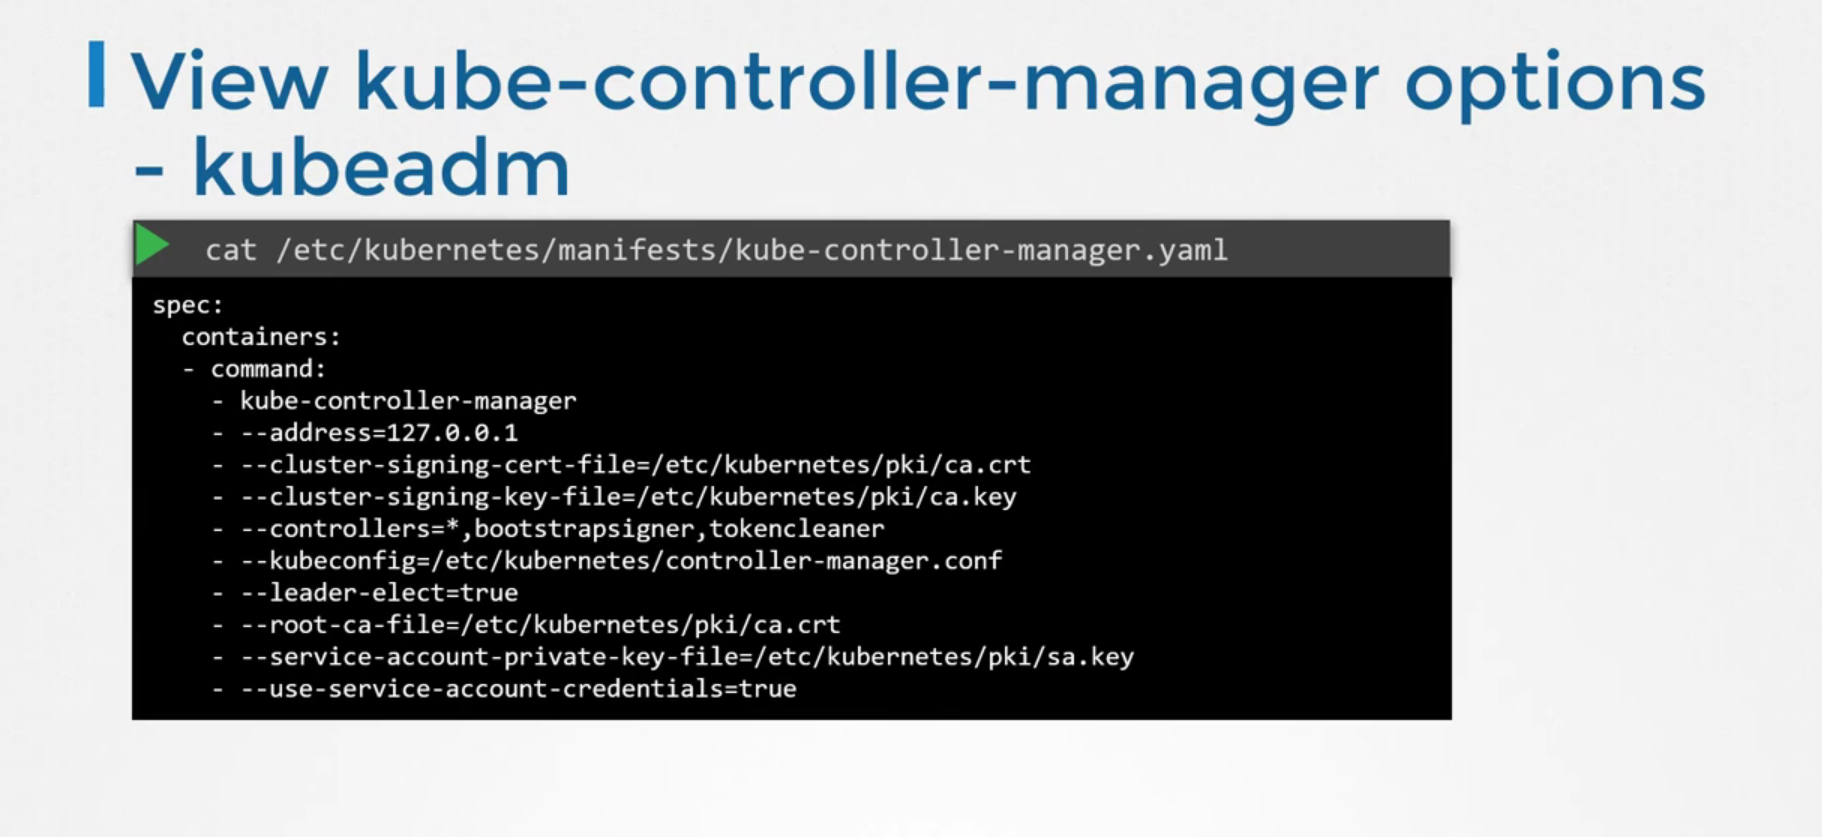 View kube-controller-manager options
- kubeadm
cat /etc/kubernetes/manifests/kube-controller-manager.yaml
spec:
  containers:
  - command:
    - kube-controller-manager
    - --address=127.0.0.1
    - --cluster-signing-cert-file=/etc/kubernetes/pki/ca.crt
    - --cluster-signing-key-file=/etc/kubernetes/pki/ca.key
    - --controllers=*,bootstrapsigner,tokencleaner
    - --kubeconfig=/etc/kubernetes/controller-manager.conf
    - --leader-elect=true
    - --root-ca-file=/etc/kubernetes/pki/ca.crt
    - --service-account-private-key-file=/etc/kubernetes/pki/sa.key
    - --use-service-account-credentials=true